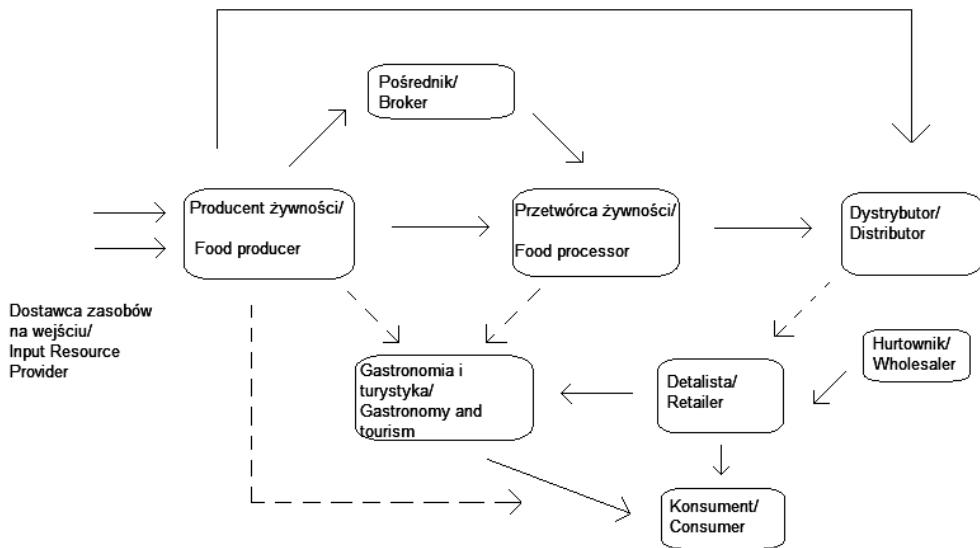 Pośrednik/
Broker
Producent żywności/
Food producer
Przetwórca żywności/
Food processor
Dystrybutor/
Distributor
Dostawca zasobów
na wejściu/
Input Resource
Provider
Gastronomia i
turystyka/
Gastronomy and
tourism
Detalista/
Retailer
Hurtownik/
Wholesaler
Konsument/
Consumer